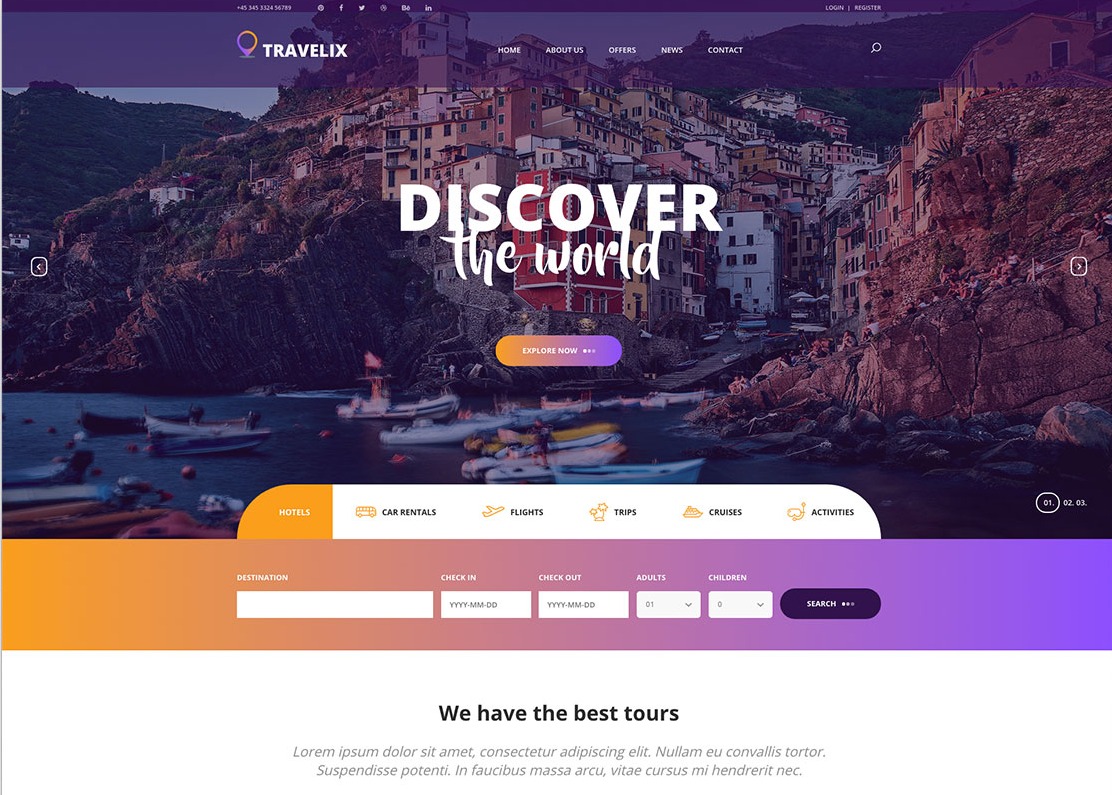 +45 345 3324 56789
LOGIN | REGISTER
TRAVELIX
HOME ABOUT US OFFERS NEWS CONTACT
DISCOVER
the world
EXPLORE NOW
01. 02. 03.
HOTELS CAR RENTALS FLIGHTS TRIPS CRUISES ACTIVITIES
DESTINATION CHECK IN CHECK OUT ADULTS CHILDREN
YYYY-MM-DD YYYY-MM-DD 01 0 SEARCH
We have the best tours
Lorem ipsum dolor sit amet, consectetur adipiscing elit. Nullam eu convallis tortor.
Suspendisse potenti. In faucibus massa arcu, vitae cursus mi hendrerit nec.